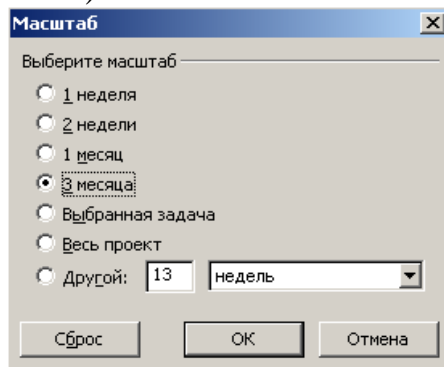 Масштаб
Выберите масштаб
1 неделя
2 недели
1 месяц
3 месяца
Выбранная задача
Весь проект
Другой: 13 недель
Сброс ОК Отмена